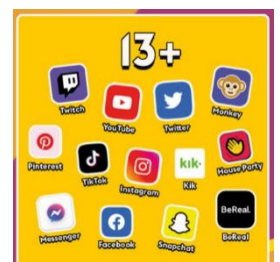 13+
Twitch
YouTube
Twitter
Monkey
Pinterest
TikTok
Instagram
kik.
Kik
House Party
Messenger
Facebook
Snapchat
BeReal.
BeReal